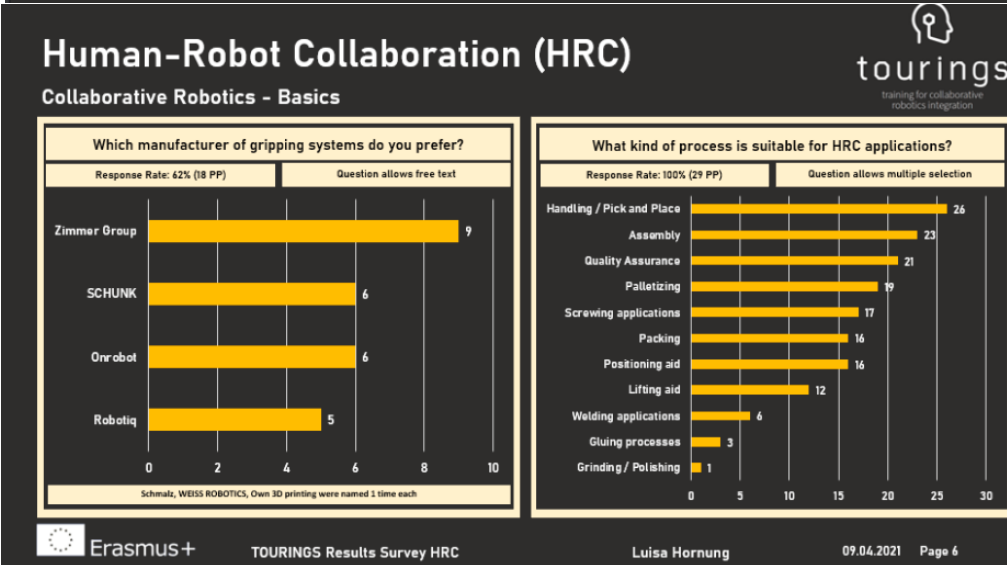 Human-Robot Collaboration (HRC)
tourings
training for collaborative
robotics integration
Collaborative Robotics - Basics
Which manufacturer of gripping systems do you prefer?
Response Rate: 62% (18 PP)
Question allows free text
Zimmer Group
9
SCHUNK
6
Onrobot
6
Robotiq
5
0 2 4 6 8 10
Schmalz, WEISS ROBOTICS, Own 3D printing were named 1 time each
What kind of process is suitable for HRC applications?
Response Rate: 100% (29 PP)
Question allows multiple selection
Handling / Pick and Place
26
Assembly
23
Quality Assurance
21
Palletizing
19
Screwing applications
17
Packing
16
Positioning aid
16
Lifting aid
12
Welding applications
6
Gluing processes
3
Grinding / Polishing
1
0 5 10 15 20 25 30
Erasmus+
TOURINGS Results Survey HRC
Luisa Hornung
09.04.2021 Page 6